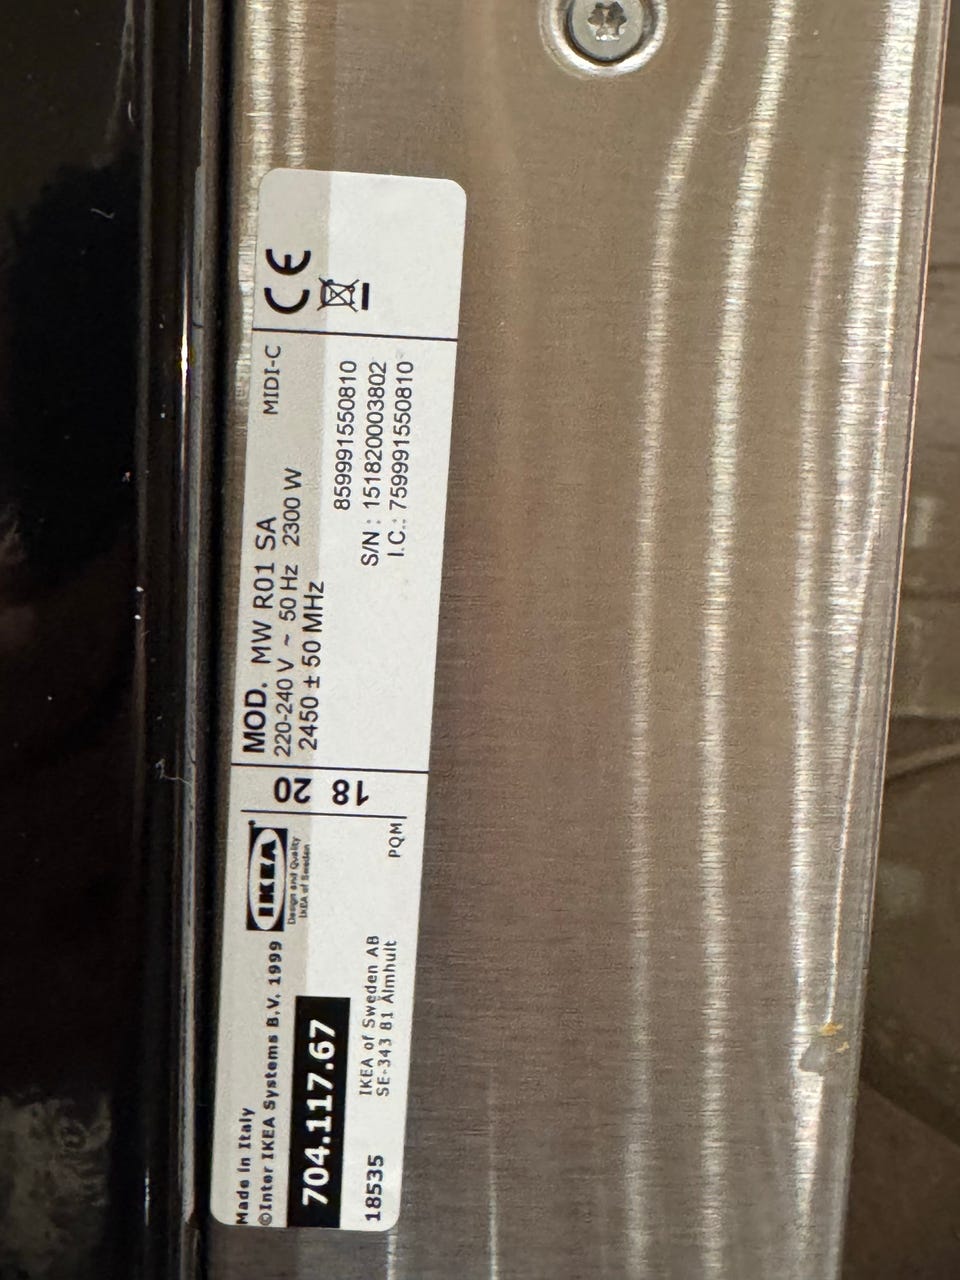 Made in Italy
©Inter IKEA Systems B.V. 1999
704.117.67
18535
IKEA of Sweden AB
SE-343 81 Älmhult
IKEA
Design and Quality
IKEA of Sweden
PQM
20
18
MOD. MW R01 SA
MIDI-C
220-240 V ~ 50 Hz 2300 W
2450 ± 50 MHz
859991550810
S/N : 151820003802
I.C.: 759991550810
CE